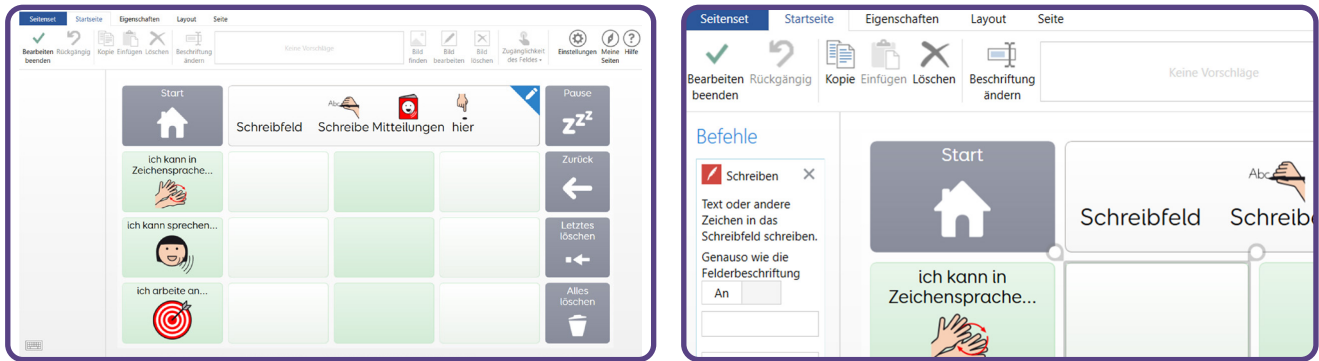 Seitenset Startseite Eigenschaften Layout Seite
Bearbeiten beenden
Rückgängig
Kopie
Einfügen
Löschen
Beschriftung ändern
Keine Vorschläge
Bild finden
Bild bearbeiten
Bild löschen
Zugänglichkeit des Feldes
Einstellungen
Meine Seiten
Hilfe
Start
Abc
Schreibfeld Schreibe Mitteilungen hier
Pause
zzz
ich kann in
Zeichensprache...
Zurück
ich kann sprechen...
Letztes
löschen
ich arbeite an...
Alles
löschen
Seitenset Startseite Eigenschaften Layout Seite
Bearbeiten beenden
Rückgängig
Kopie
Einfügen
Löschen
Beschriftung ändern
Keine Vorschläge
Befehle
Schreiben
Text oder andere
Zeichen in das
Schreibfeld schreiben.
Genauso wie die
Felderbeschriftung
An
Start
Abc
Schreibfeld Schreibe
ich kann in
Zeichensprache...